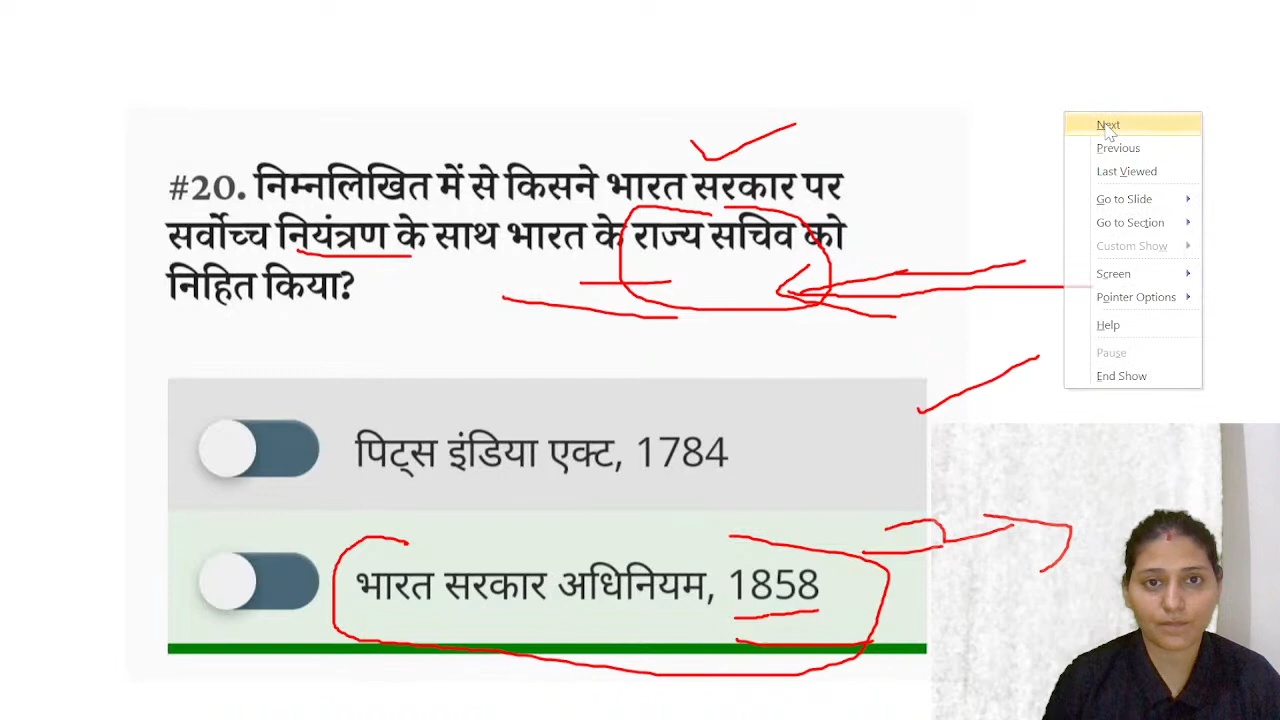 #20. निम्नलिखित में से किसने भारत सरकार पर
सर्वोच्च नियंत्रण के साथ भारत के राज्य सचिव को
निहित किया?
पिट्स इंडिया एक्ट, 1784
भारत सरकार अधिनियम, 1858
Next
Previous
Last Viewed
Go to Slide
Go to Section
Custom Show
Screen
Pointer Options
Help
Pause
End Show